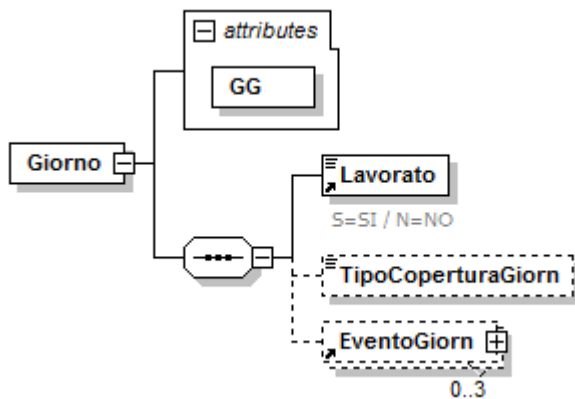 attributes
GG
Giorno
Lavorato
S=SI / N=NO
TipoCoperturaGiorn
EventoGiorn
0..3